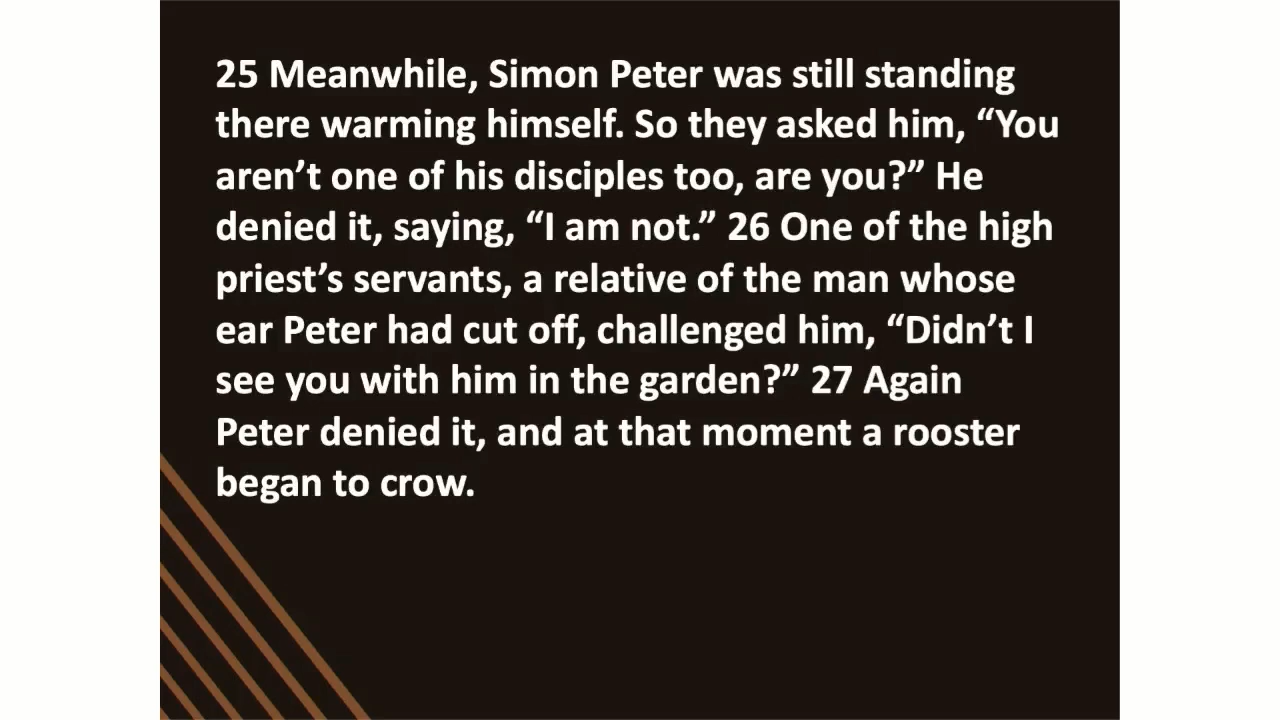 25 Meanwhile, Simon Peter was still standing
there warming himself. So they asked him, “You
aren’t one of his disciples too, are you?” He
denied it, saying, “I am not.” 26 One of the high
priest’s servants, a relative of the man whose
ear Peter had cut off, challenged him, “Didn’t I
see you with him in the garden?” 27 Again
Peter denied it, and at that moment a rooster
began to crow.